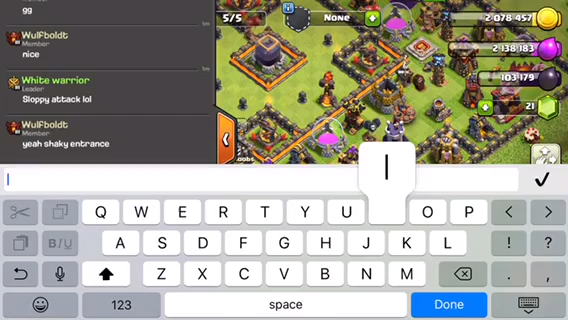 gg
WulFboldt
Member
nice
White warrior
Leader
Sloppy attack lol
WulFboldt
Member
yeah shaky entrance
5/5
None
2 078 457
2 138 183
103 179
21
I
Q W E R T Y U O P < >
A S D F G H J K L ! ?
B I U
Z X C V B N M . ,
123 space Done